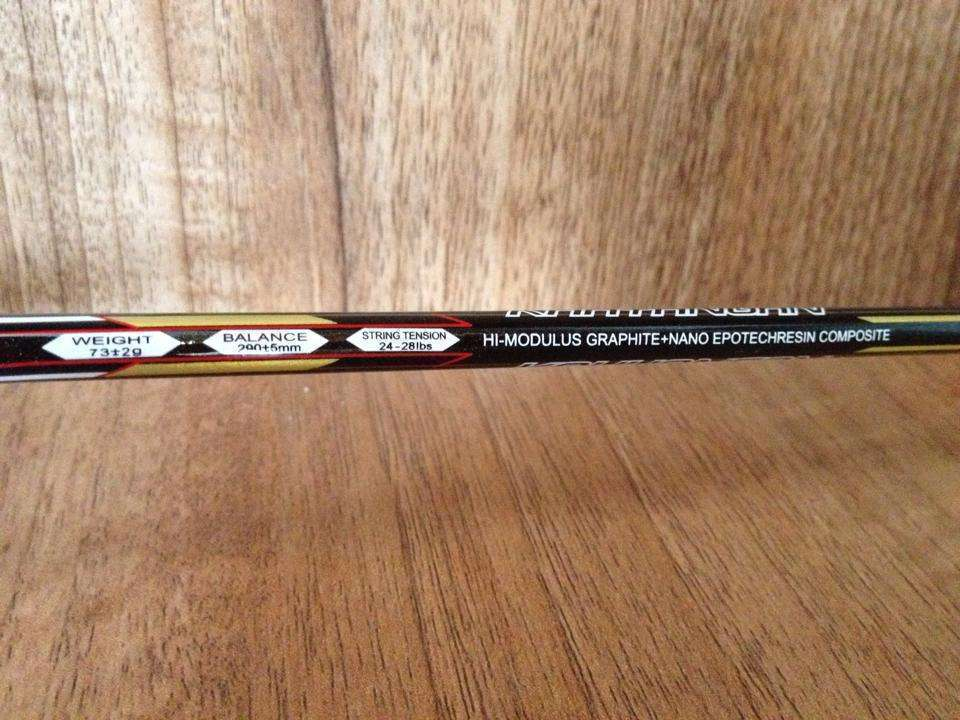 WEIGHT
73±2g
BALANCE
290±5mm
STRING TENSION
24-28lbs
HI-MODULUS GRAPHITE+NANO EPOTECHRESIN COMPOSITE